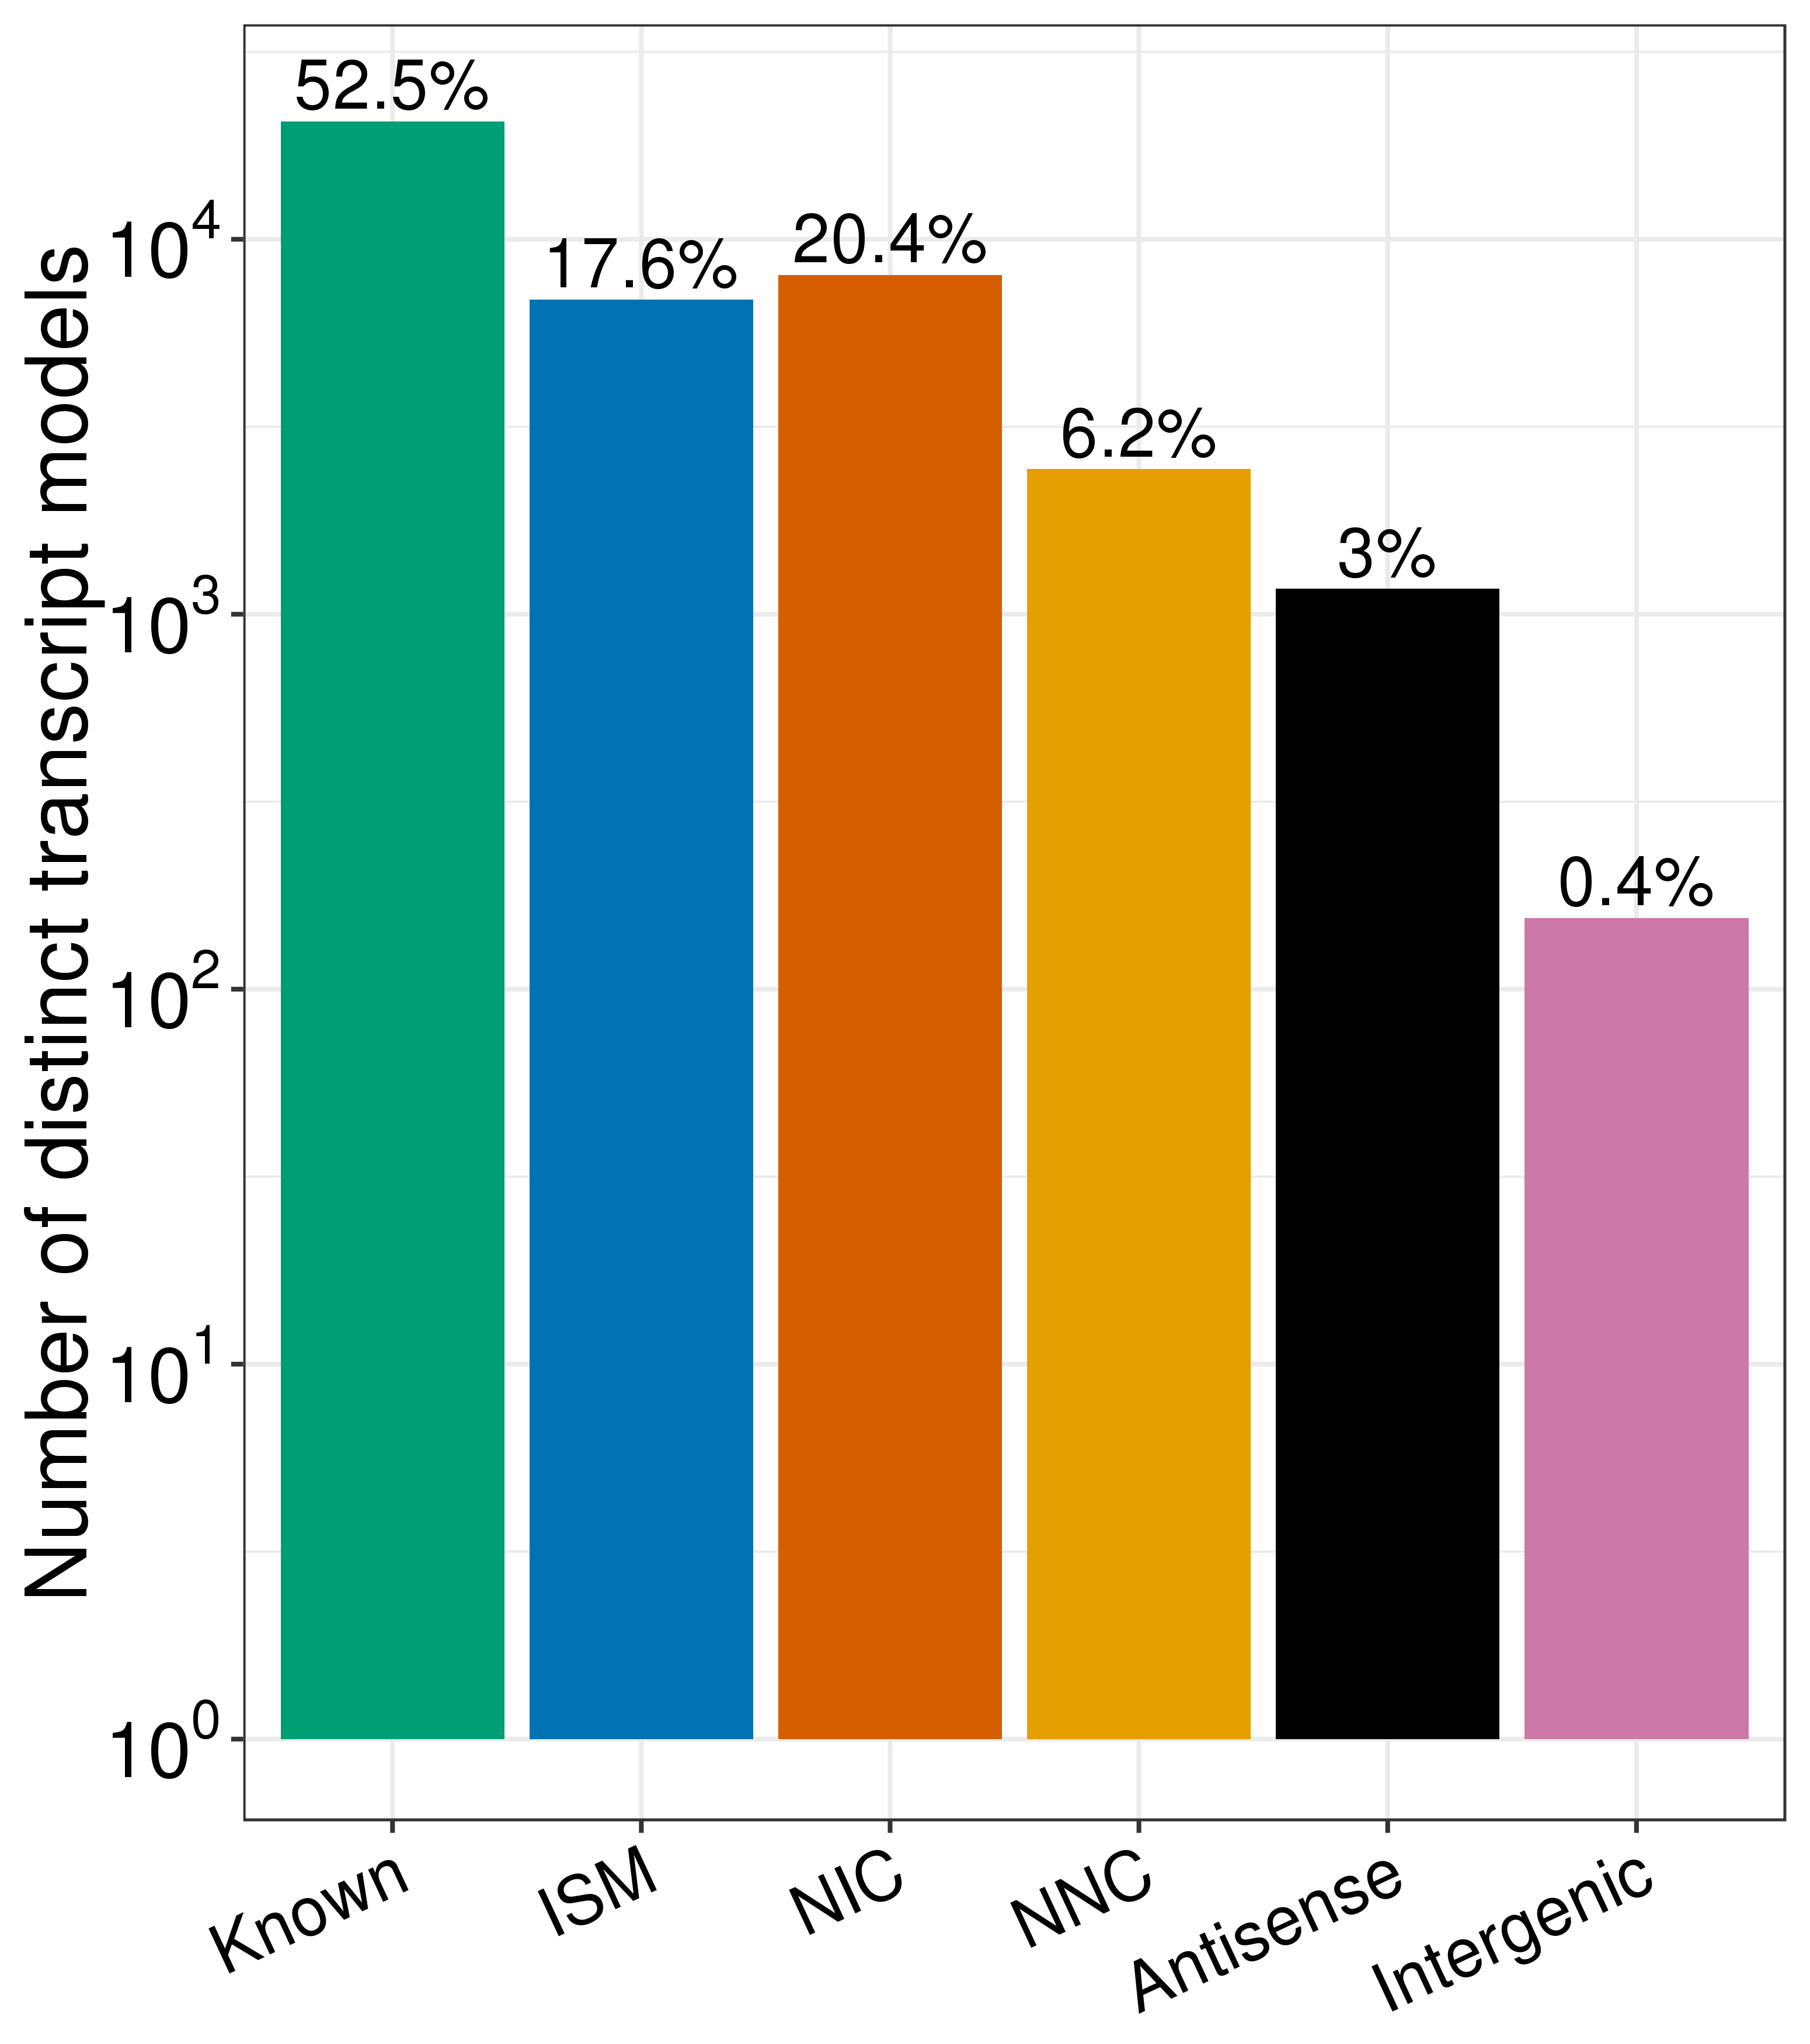 Number of distinct transcript models
10⁴
10³
10²
10¹
10⁰
52.5%
17.6%
20.4%
6.2%
3%
0.4%
Known
ISM
NIC
NNC
Antisense
Intergenic